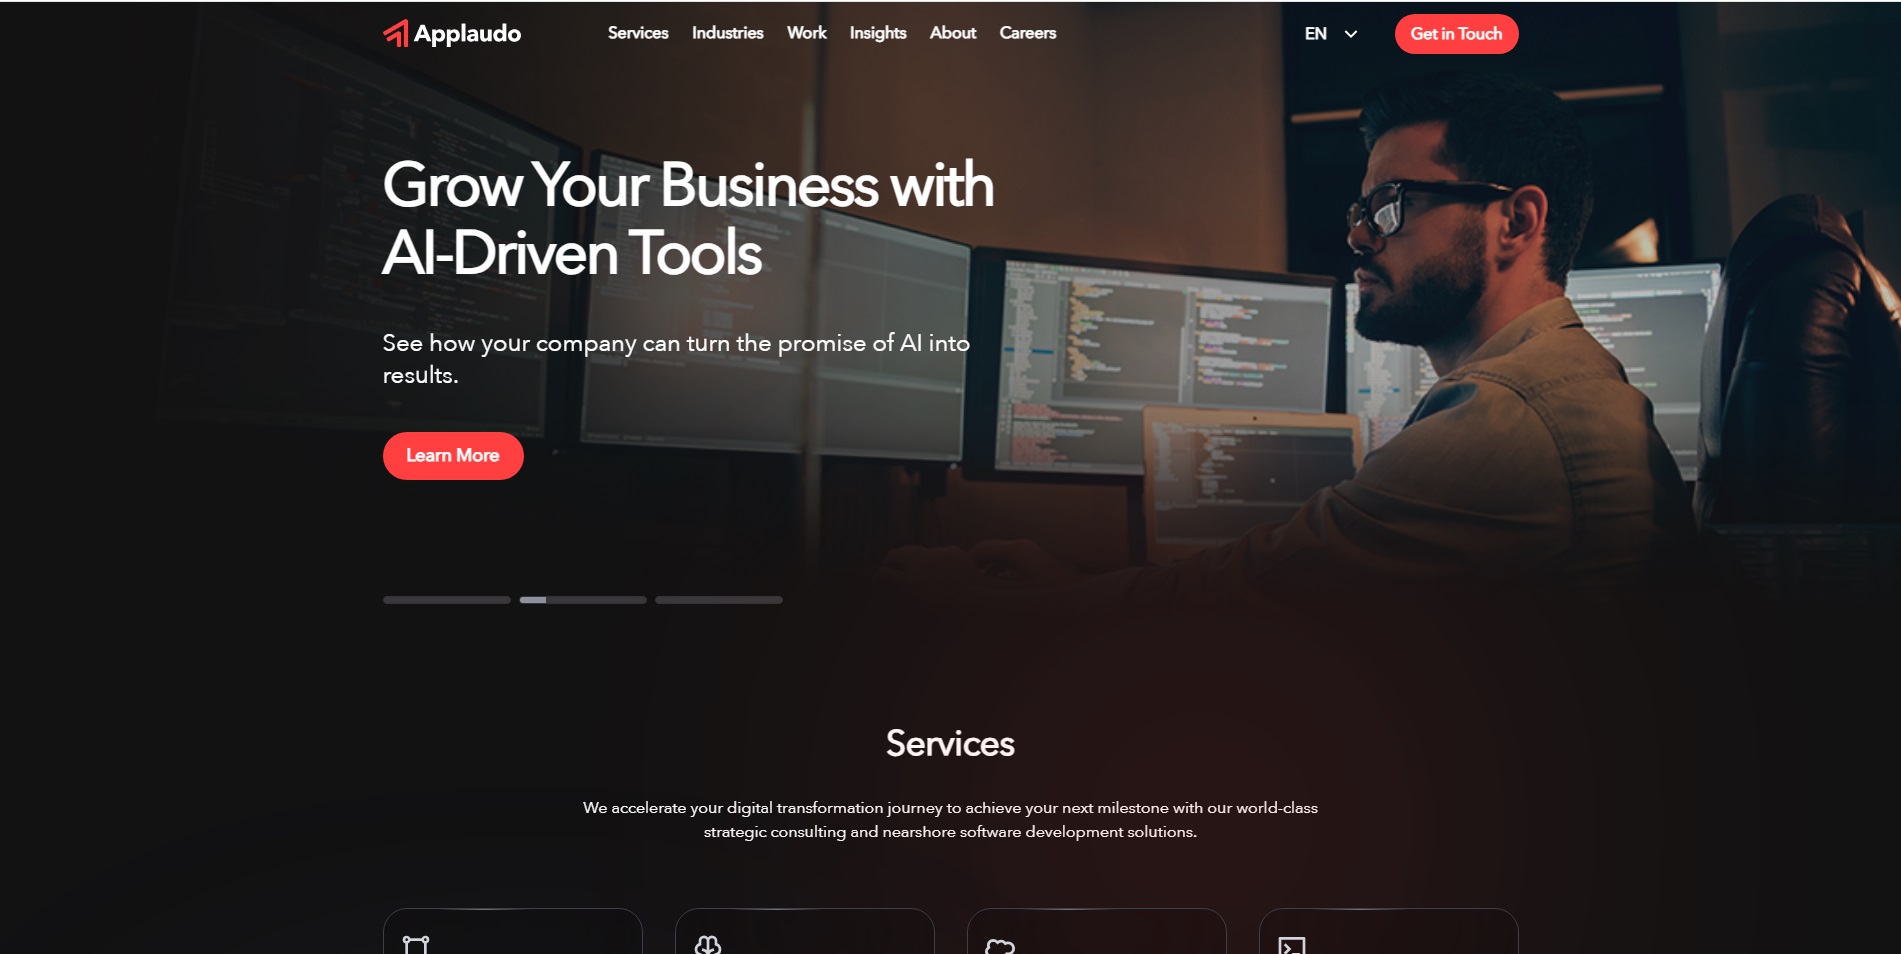 Applaudo
Services
Industries
Work
Insights
About
Careers
EN
Get in Touch
Grow Your Business with
AI-Driven Tools
See how your company can turn the promise of AI into
results.
Learn More
Services
We accelerate your digital transformation journey to achieve your next milestone with our world-class
strategic consulting and nearshore software development solutions.